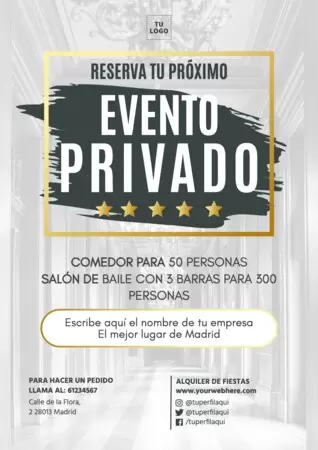 TU
LOGO
RESERVA TU PRÓXIMO
EVENTO
PRIVADO
COMEDOR PARA 50 PERSONAS
SALÓN DE BAILE CON 3 BARRAS PARA 300
PERSONAS
Escribe aquí el nombre de tu empresa
El mejor lugar de Madrid
PARA HACER UN PEDIDO
LLAMA AL: 61234567
Calle de la Flora,
2 28013 Madrid
ALQUILER DE FIESTAS
www.yourwebhere.com
@tuperfilaqui
@tuperfilaqui
/tuperfilaqui